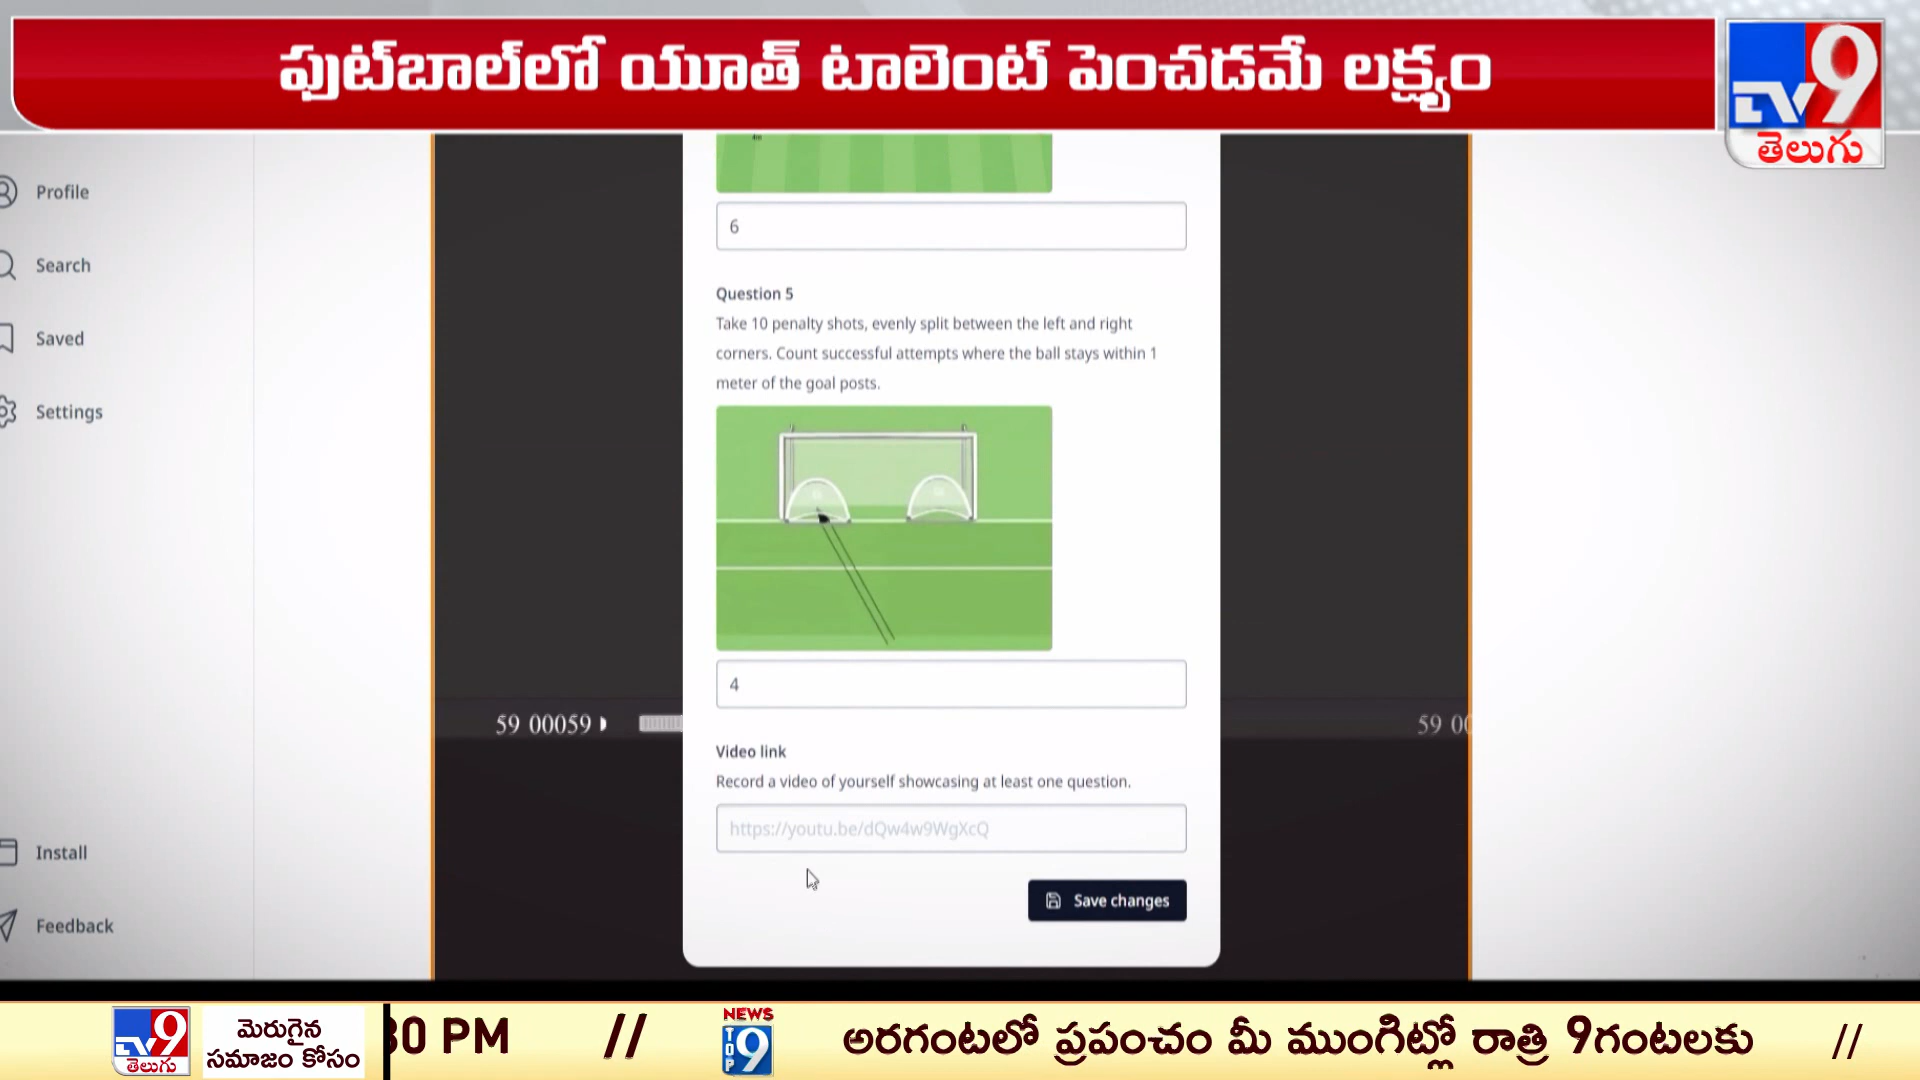 ఫుట్‌బాల్‌లో యూత్ టాలెంట్ పెంచడమే లక్ష్యం
TV9
తెలుగు
Profile
Search
Saved
Settings
Install
Feedback
6
Question 5
Take 10 penalty shots, evenly split between the left and right
corners. Count successful attempts where the ball stays within 1
meter of the goal posts.
4
Video link
Record a video of yourself showcasing at least one question.
https://youtu.be/dQw4w9WgXcQ
Save changes
59 00059
59 00
TV9
తెలుగు
మెరుగైన
సమాజం కోసం
30 PM // NEWS TOP 9 అరగంటలో ప్రపంచం మీ ముంగిట్లో రాత్రి 9గంటలకు //